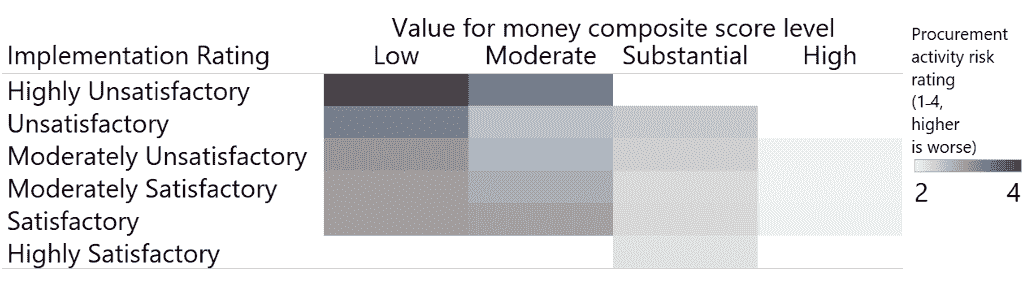 Value for money composite score level
Implementation Rating Low Moderate Substantial High
Highly Unsatisfactory
Unsatisfactory
Moderately Unsatisfactory
Moderately Satisfactory
Satisfactory
Highly Satisfactory
Procurement
activity risk
rating
(1-4,
higher
is worse)
2 4